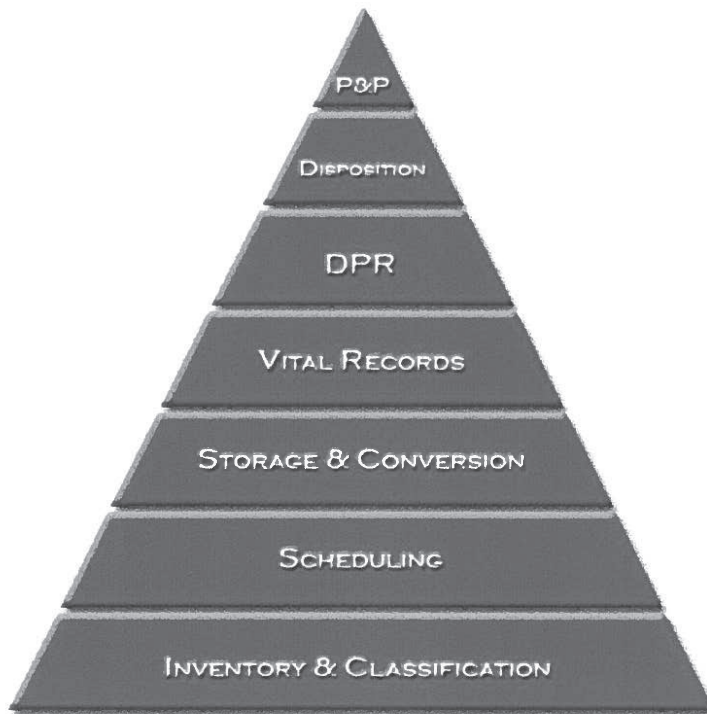 P&P
DISPOSITION
DPR
VITAL RECORDS
STORAGE & CONVERSION
SCHEDULING
INVENTORY & CLASSIFICATION